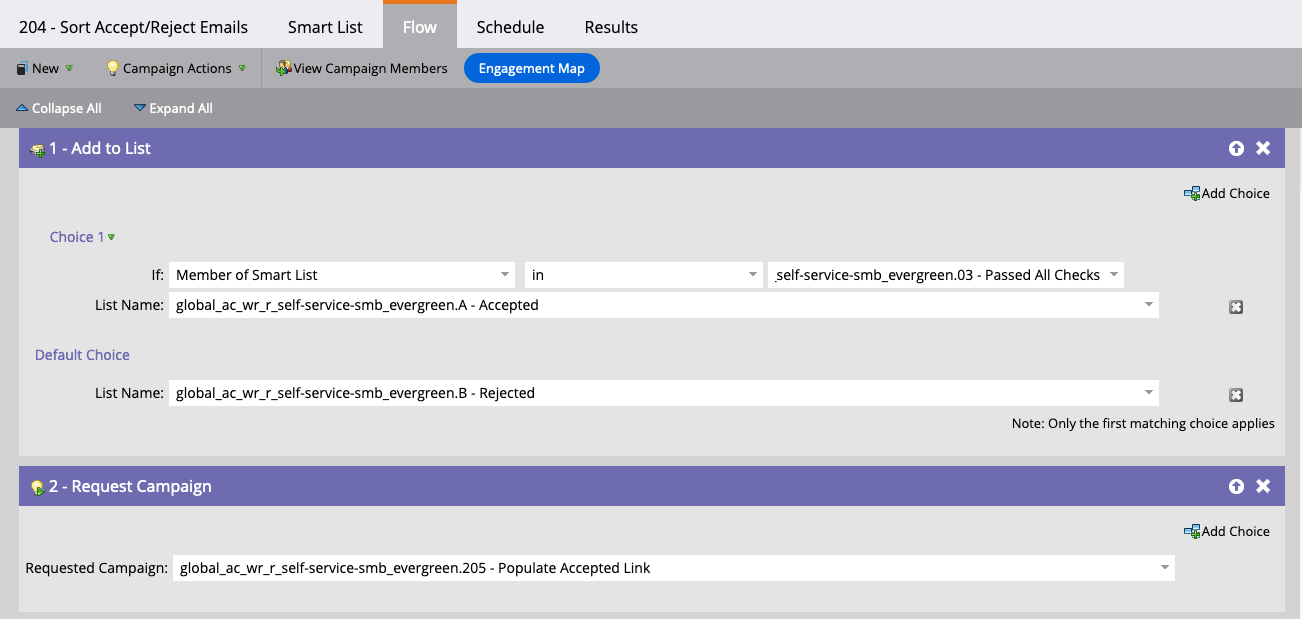 204 - Sort Accept/Reject Emails Smart List Flow Schedule Results
New Campaign Actions View Campaign Members Engagement Map
Collapse All Expand All
1 - Add to List
Add Choice
Choice 1
If: Member of Smart List in _self-service-smb_evergreen.03 - Passed All Checks
List Name: global_ac_wr_r_self-service-smb_evergreen.A - Accepted
Default Choice
List Name: global_ac_wr_r_self-service-smb_evergreen.B - Rejected
Note: Only the first matching choice applies
2 - Request Campaign
Add Choice
Requested Campaign: global_ac_wr_r_self-service-smb_evergreen.205 - Populate Accepted Link